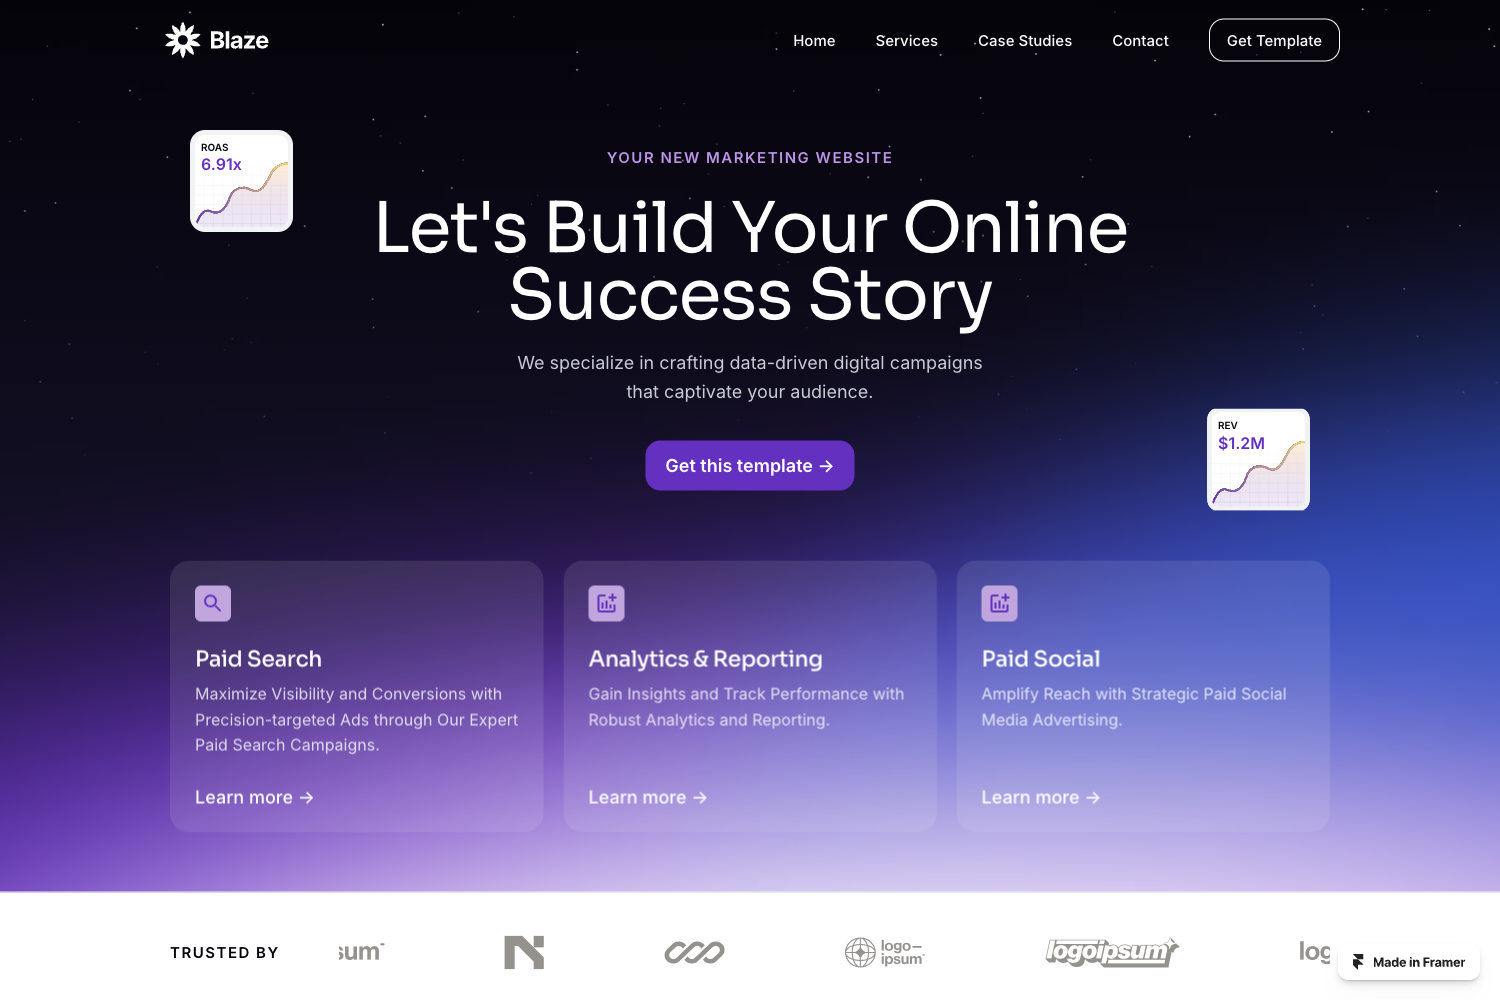 Blaze
Home
Services
Case Studies
Contact
Get Template
ROAS
6.91x
YOUR NEW MARKETING WEBSITE
Let's Build Your Online
Success Story
We specialize in crafting data-driven digital campaigns
that captivate your audience.
Get this template →
REV
$1.2M
Paid Search
Maximize Visibility and Conversions with
Precision-targeted Ads through Our Expert
Paid Search Campaigns.
Learn more →
Analytics & Reporting
Gain Insights and Track Performance with
Robust Analytics and Reporting.
Learn more →
Paid Social
Amplify Reach with Strategic Paid Social
Media Advertising.
Learn more →
TRUSTED BY
sum
logo—
ipsum
logoipsum
log
Made in Framer